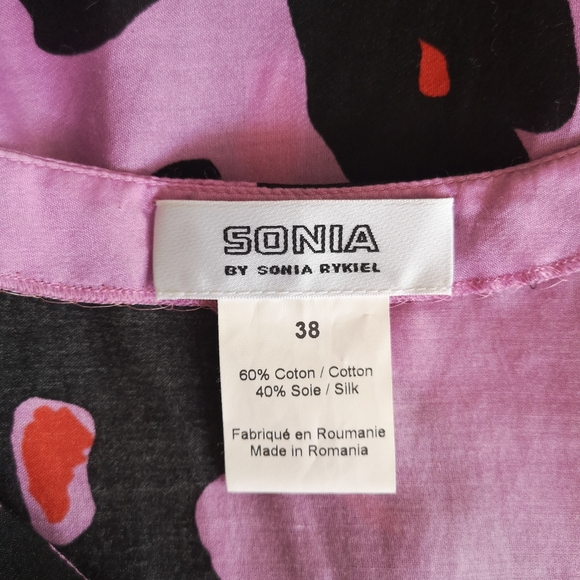 SONIA
BY SONIA RYKIEL
38
60% Coton / Cotton
40% Soie / Silk
Fabriqué en Roumanie
Made in Romania